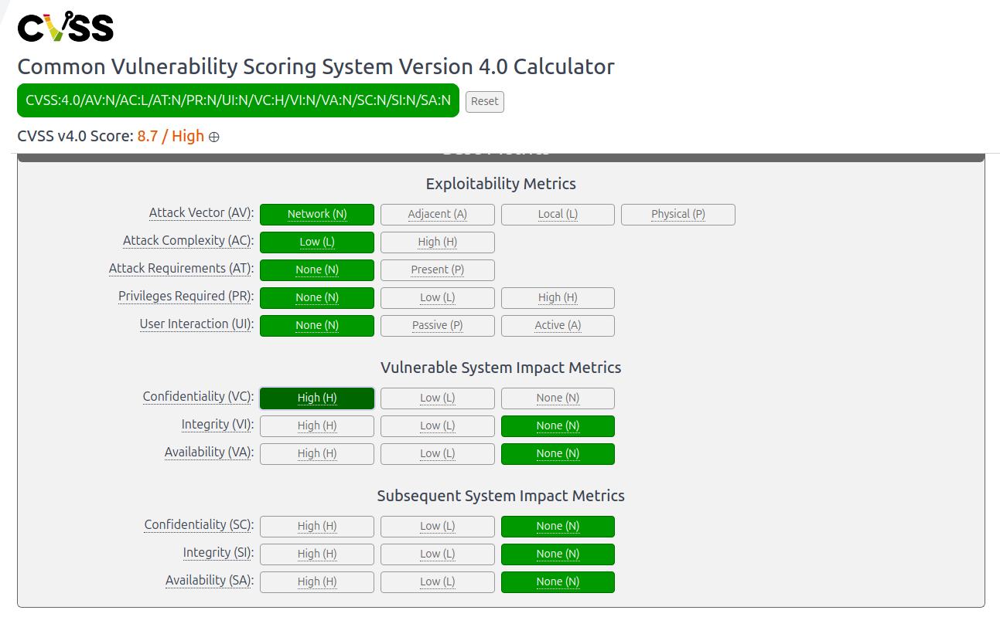 CVSS
Common Vulnerability Scoring System Version 4.0 Calculator
CVSS:4.0/AV:N/AC:L/AT:N/PR:N/UI:N/VC:H/VI:N/VA:N/SC:N/SI:N/SA:N Reset
CVSS v4.0 Score: 8.7 / High ⊕
Exploitability Metrics
Attack Vector (AV): Network (N) Adjacent (A) Local (L) Physical (P)
Attack Complexity (AC): Low (L) High (H)
Attack Requirements (AT): None (N) Present (P)
Privileges Required (PR): None (N) Low (L) High (H)
User Interaction (UI): None (N) Passive (P) Active (A)
Vulnerable System Impact Metrics
Confidentiality (VC): High (H) Low (L) None (N)
Integrity (VI): High (H) Low (L) None (N)
Availability (VA): High (H) Low (L) None (N)
Subsequent System Impact Metrics
Confidentiality (SC): High (H) Low (L) None (N)
Integrity (SI): High (H) Low (L) None (N)
Availability (SA): High (H) Low (L) None (N)